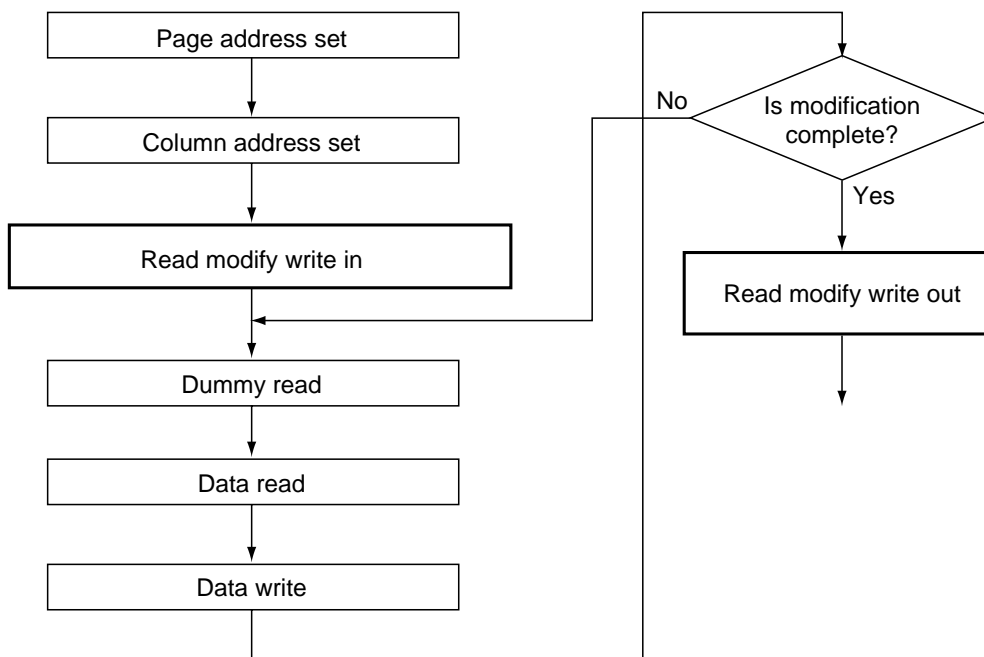 Page address set
Column address set
Read modify write in
Dummy read
Data read
Data write
Is modification
complete?
No
Yes
Read modify write out